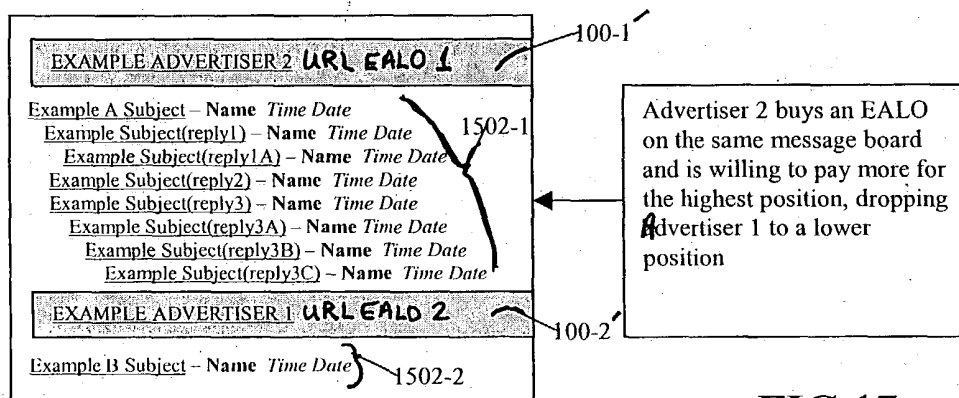 100-1'
EXAMPLE ADVERTISER 2 URL EALO 1
Example A Subject – Name Time Date
Example Subject(reply1) – Name Time Date
1502-1
Example Subject(reply1A) – Name Time Date
Example Subject(reply2) – Name Time Date
Example Subject(reply3) – Name Time Date
Example Subject(reply3A) – Name Time Date
Example Subject(reply3B) – Name Time Date
Example Subject(reply3C) – Name Time Date
EXAMPLE ADVERTISER 1 URL EALO 2
100-2'
Example B Subject – Name Time Date
1502-2
Advertiser 2 buys an EALO
on the same message board
and is willing to pay more for
the highest position, dropping
Advertiser 1 to a lower
position